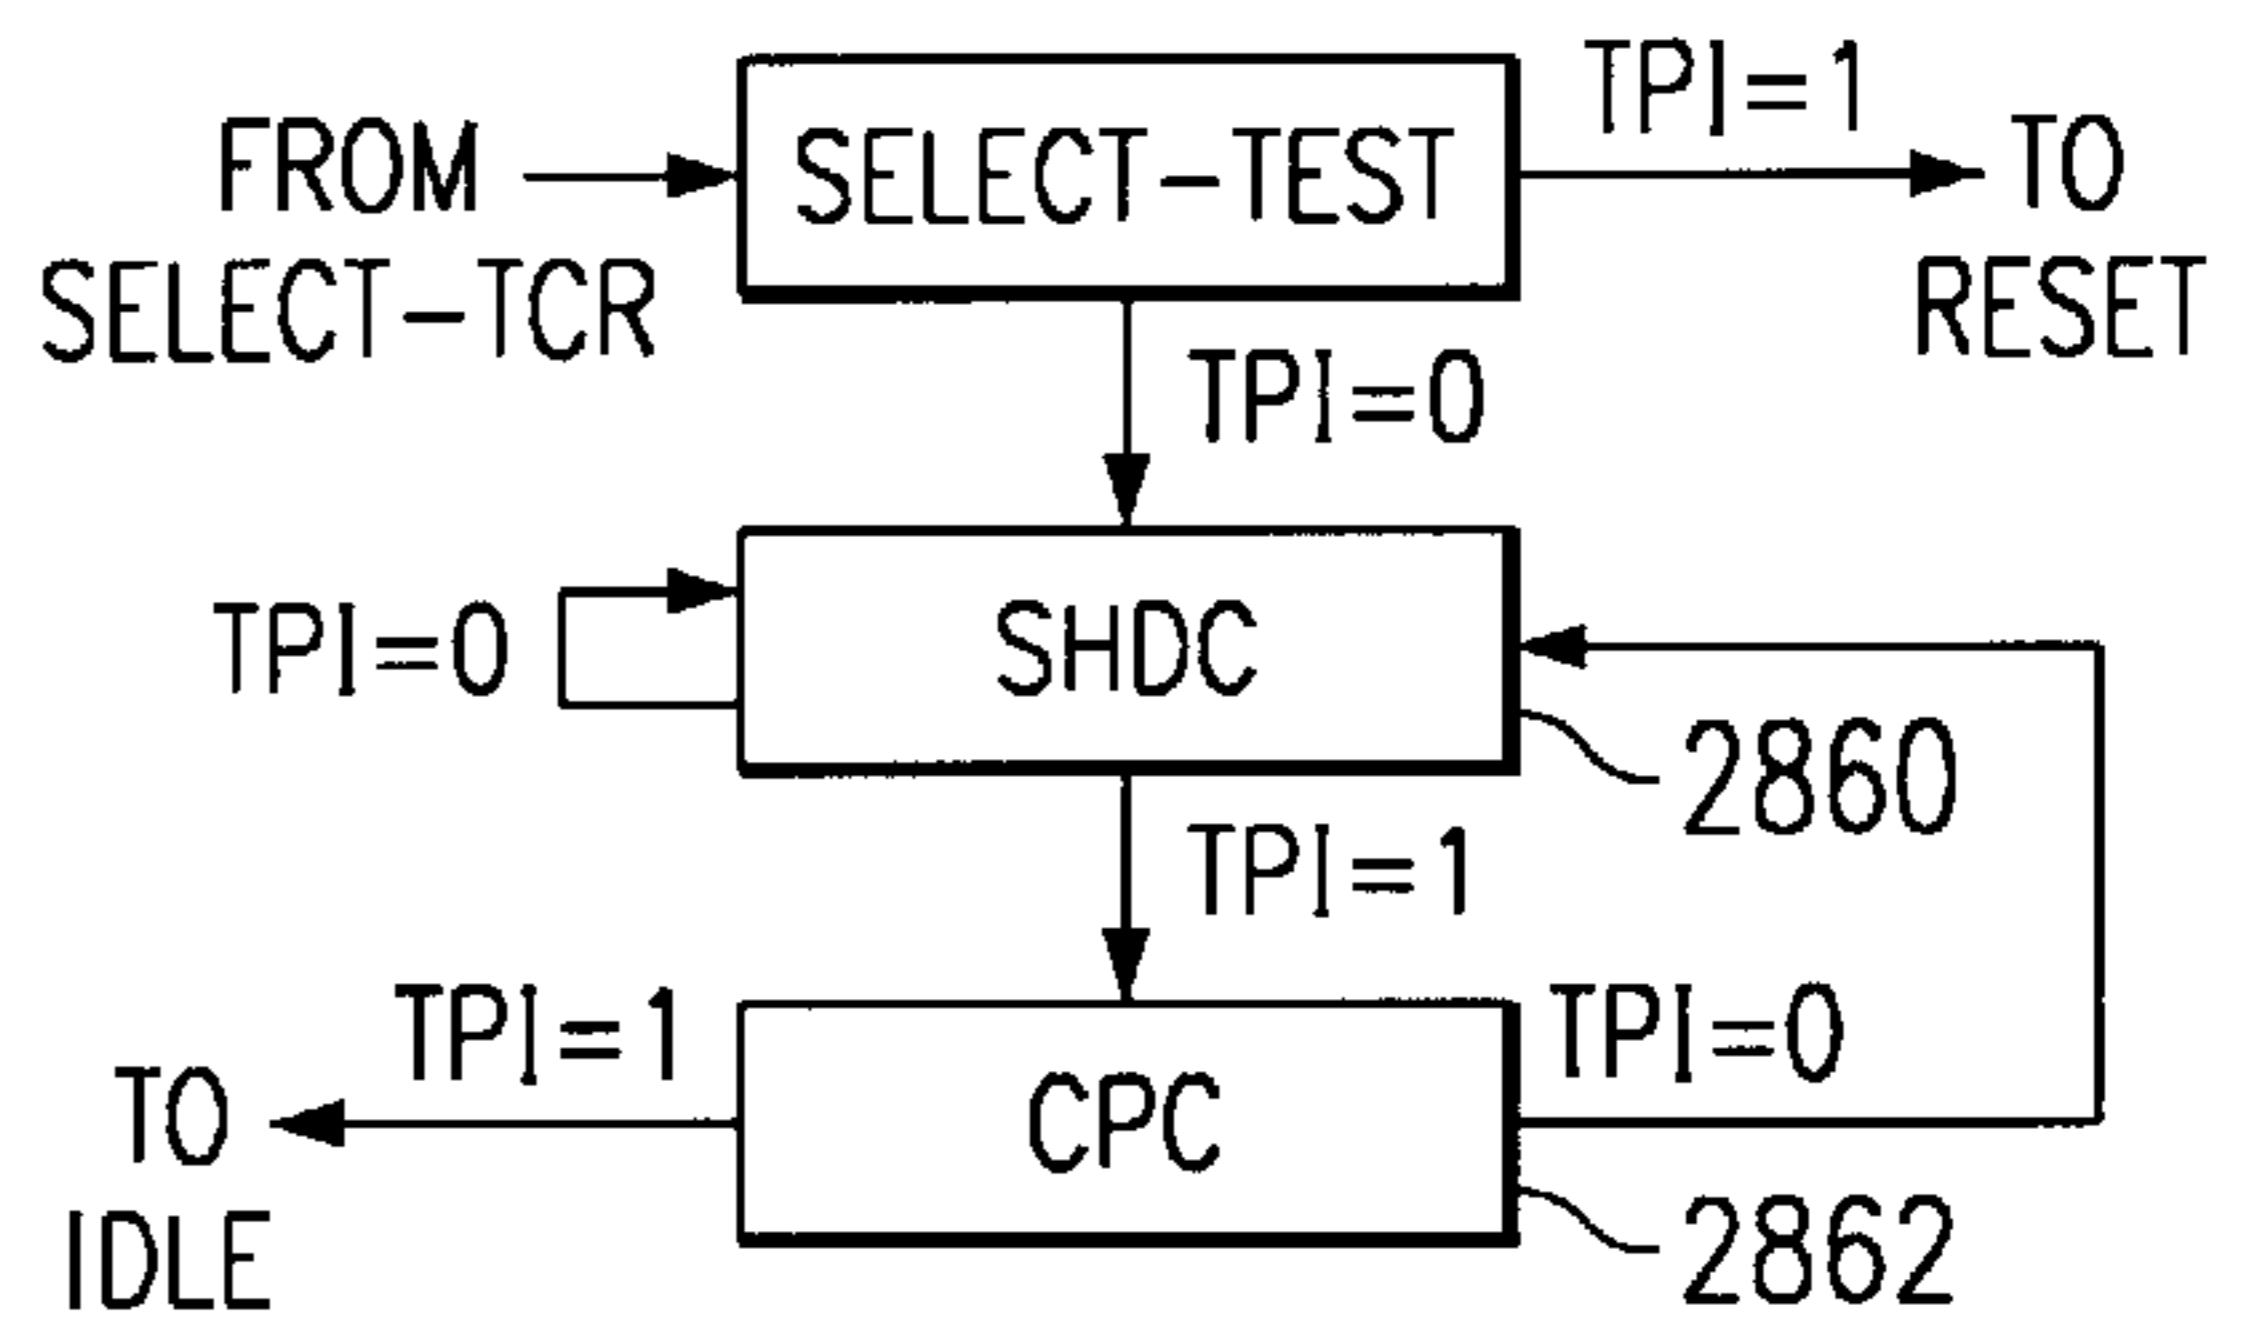 TPI=1
FROM
SELECT-TCR
SELECT-TEST
TO
RESET
TPI=0
TPI=0
SHDC
2860
TPI=1
TPI=1
TO
IDLE
CPC
TPI=0
2862